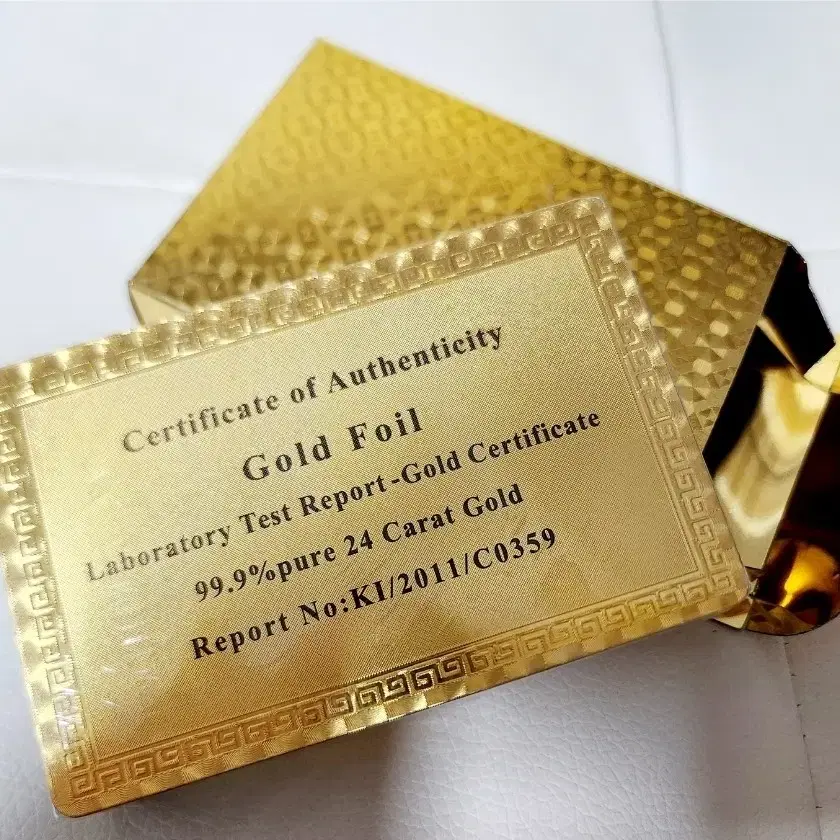 Certificate of Authenticity
Gold Foil
Laboratory Test Report-Gold Certificate
99.9%pure 24 Carat Gold
Report No:KI/2011/C0359